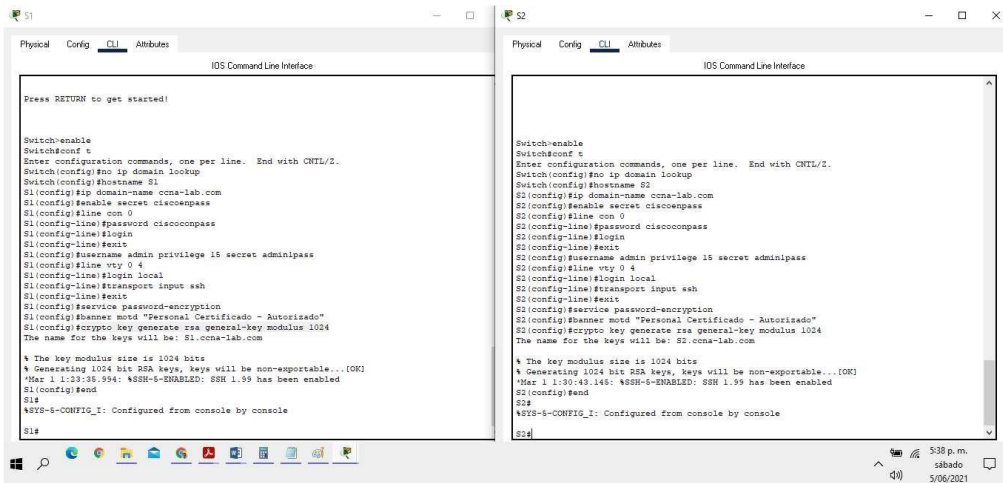 S1
Physical Config CLI Attributes
IOS Command Line Interface
Press RETURN to get started!
Switch>enable
Switch#conf t
Enter configuration commands, one per line. End with CNTL/Z.
Switch(config)#no ip domain lookup
Switch(config)#hostname S1
S1(config)#ip domain-name ccna-lab.com
S1(config)#enable secret ciscoenpass
S1(config)#line con 0
S1(config-line)#password ciscoconpass
S1(config-line)#login
S1(config-line)#exit
S1(config)#username admin privilege 15 secret admin1pass
S1(config)#line vty 0 4
S1(config-line)#login local
S1(config-line)#transport input ssh
S1(config-line)#exit
S1(config)#service password-encryption
S1(config)#banner motd "Personal Certificado - Autorizado"
S1(config)#crypto key generate rsa general-key modulus 1024
The name for the keys will be: S1.ccna-lab.com
% The key modulus size is 1024 bits
% Generating 1024 bit RSA keys, keys will be non-exportable...[OK]
*Mar 1 1:23:35.994: %SSH-5-ENABLED: SSH 1.99 has been enabled
S1(config)#end
S1#
%SYS-5-CONFIG_I: Configured from console by console
S1#
S2
Physical Config CLI Attributes
IOS Command Line Interface
Switch>enable
Switch#conf t
Enter configuration commands, one per line. End with CNTL/Z.
Switch(config)#no ip domain lookup
Switch(config)#hostname S2
S2(config)#ip domain-name ccna-lab.com
S2(config)#enable secret ciscoenpass
S2(config)#line con 0
S2(config-line)#password ciscoconpass
S2(config-line)#login
S2(config-line)#exit
S2(config)#username admin privilege 15 secret admin1pass
S2(config)#line vty 0 4
S2(config-line)#login local
S2(config-line)#transport input ssh
S2(config-line)#exit
S2(config)#service password-encryption
S2(config)#banner motd "Personal Certificado - Autorizado"
S2(config)#crypto key generate rsa general-key modulus 1024
The name for the keys will be: S2.ccna-lab.com
% The key modulus size is 1024 bits
% Generating 1024 bit RSA keys, keys will be non-exportable...[OK]
*Mar 1 1:30:43.145: %SSH-5-ENABLED: SSH 1.99 has been enabled
S2(config)#end
S2#
%SYS-5-CONFIG_I: Configured from console by console
S2#
5:38 p. m.
sábado
5/06/2021